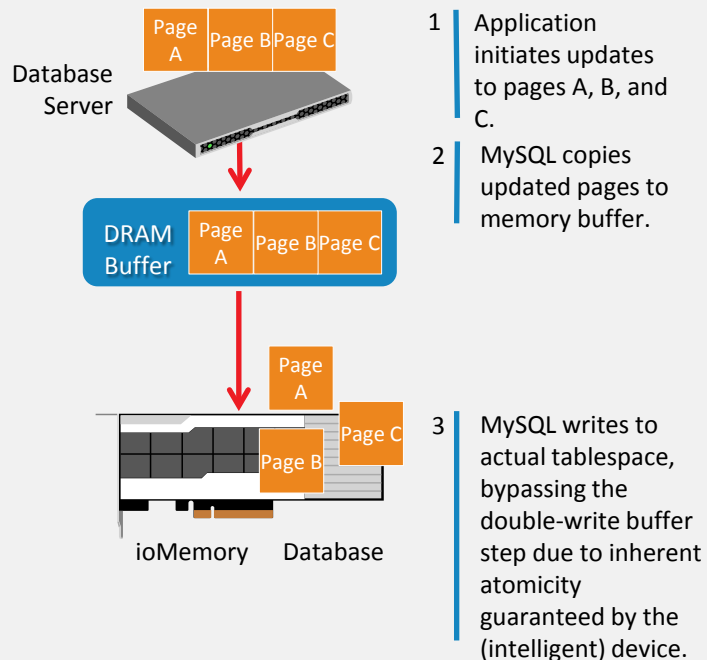 Page
A
Page B
Page C
Database
Server
1
Application
initiates updates
to pages A, B, and
C.
2
MySQL copies
updated pages to
memory buffer.
DRAM
Buffer
Page
A
Page B
Page C
Page
A
Page C
Page B
ioMemory
Database
3
MySQL writes to
actual tablespace,
bypassing the
double-write buffer
step due to inherent
atomicity
guaranteed by the
(intelligent) device.